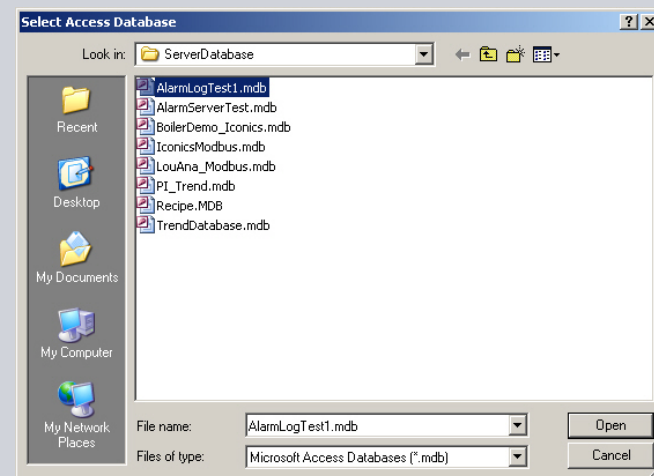 Select Access Database
Look in: ServerDatabase
Recent
Desktop
My Documents
My Computer
My Network
Places
AlarmLogTest1.mdb
AlarmServerTest.mdb
BoilerDemo_Iconics.mdb
IconicsModbus.mdb
LouAna_Modbus.mdb
PI_Trend.mdb
Recipe.MDB
TrendDatabase.mdb
File name: AlarmLogTest1.mdb Open
Files of type: Microsoft Access Databases (*.mdb) Cancel